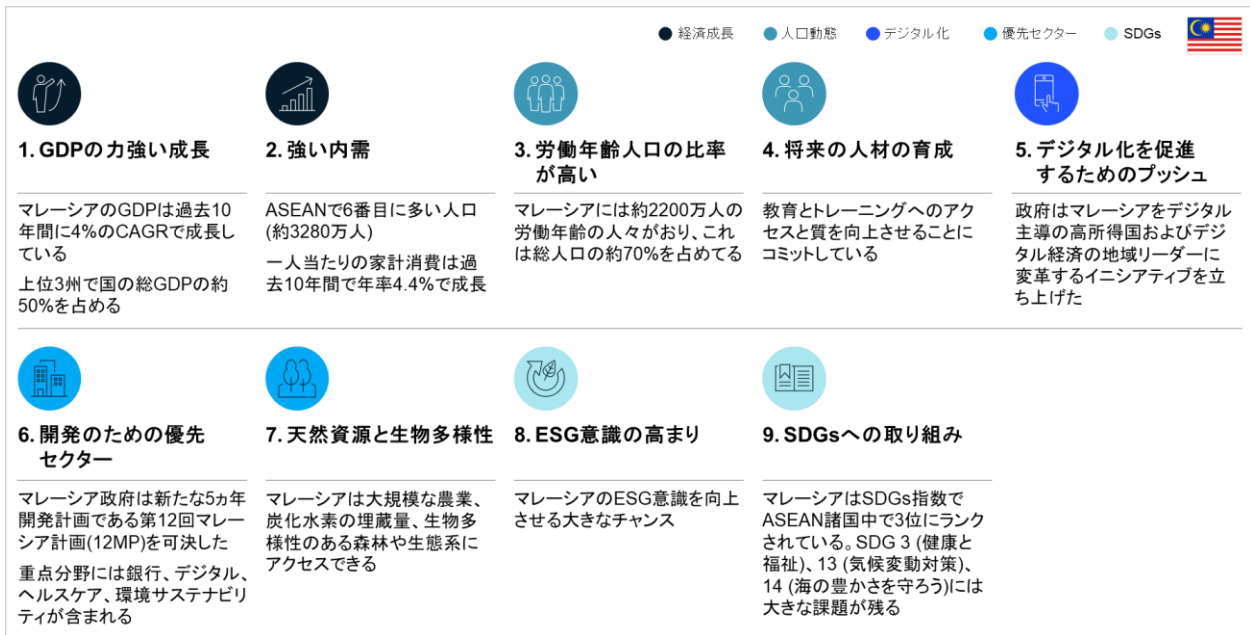 経済成長
人口動態
デジタル化
優先セクター
SDGs
1. GDPの力強い成長
マレーシアのGDPは過去10
年間に4%のCAGRで成長し
ている
上位3州で国の総GDPの約
50%を占める
2. 強い内需
ASEANで6番目に多い人口
(約3280万人)
一人当たりの家計消費は過
去10年間で年率4.4%で成長
3. 労働年齢人口の比率
が高い
マレーシアには約2200万人の
労働年齢の人々がおり、これ
は総人口の約70%を占めてる
4. 将来の人材の育成
教育とトレーニングへのアク
セスと質を向上させることに
コミットしている
5. デジタル化を促進
するためのプッシュ
政府はマレーシアをデジタル
主導の高所得国およびデジ
タル経済の地域リーダーに
変革するイニシアティブを立
ち上げた
6. 開発のための優先
セクター
マレーシア政府は新たな5ヵ年
開発計画である第12回マレー
シア計画(12MP)を可決した
重点分野には銀行、デジタル、
ヘルスケア、環境サステナビリ
ティが含まれる
7. 天然資源と生物多様性
マレーシアは大規模な農業、
炭化水素の埋蔵量、生物多
様性のある森林や生態系に
アクセスできる
8. ESG意識の高まり
マレーシアのESG意識を向上
させる大きなチャンス
9. SDGsへの取り組み
マレーシアはSDGs指数で
ASEAN諸国中で3位にランク
されている。SDG 3 (健康と
福祉)、13 (気候変動対策)、
14 (海の豊かさを守ろう)には
大きな課題が残る